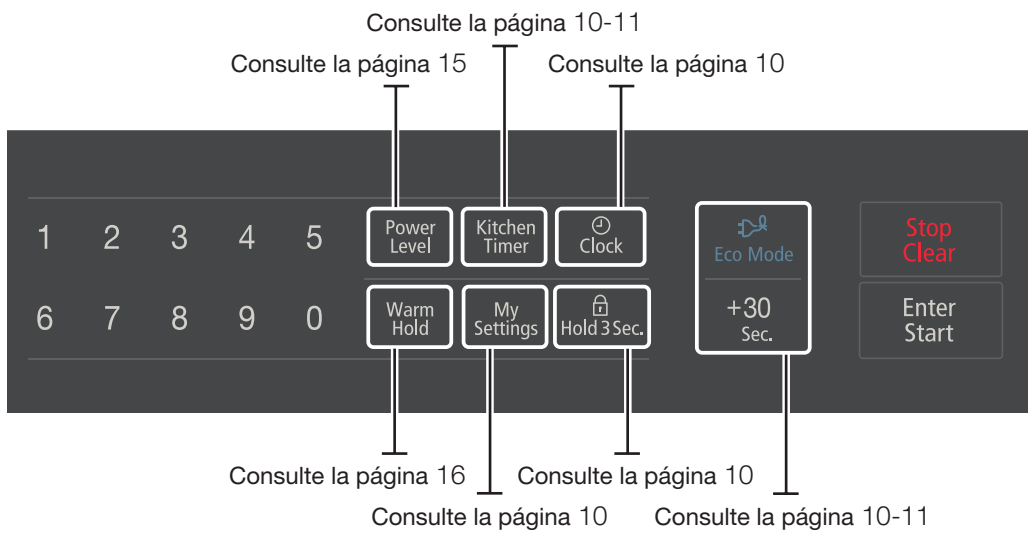 Consulte la página 10-11
Consulte la página 15
Consulte la página 10
1 2 3 4 5
Power
Level
Kitchen
Timer
Clock
Eco Mode
Stop
Clear
6 7 8 9 0
Warm
Hold
My
Settings
Hold 3 Sec.
+30
Sec.
Enter
Start
Consulte la página 16
Consulte la página 10
Consulte la página 10
Consulte la página 10-11